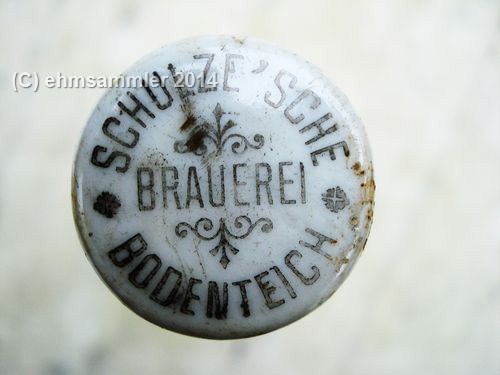 (C) ehmsammler 2014
SCHULZE'SCHE
BRAUEREI
BODENTEICH